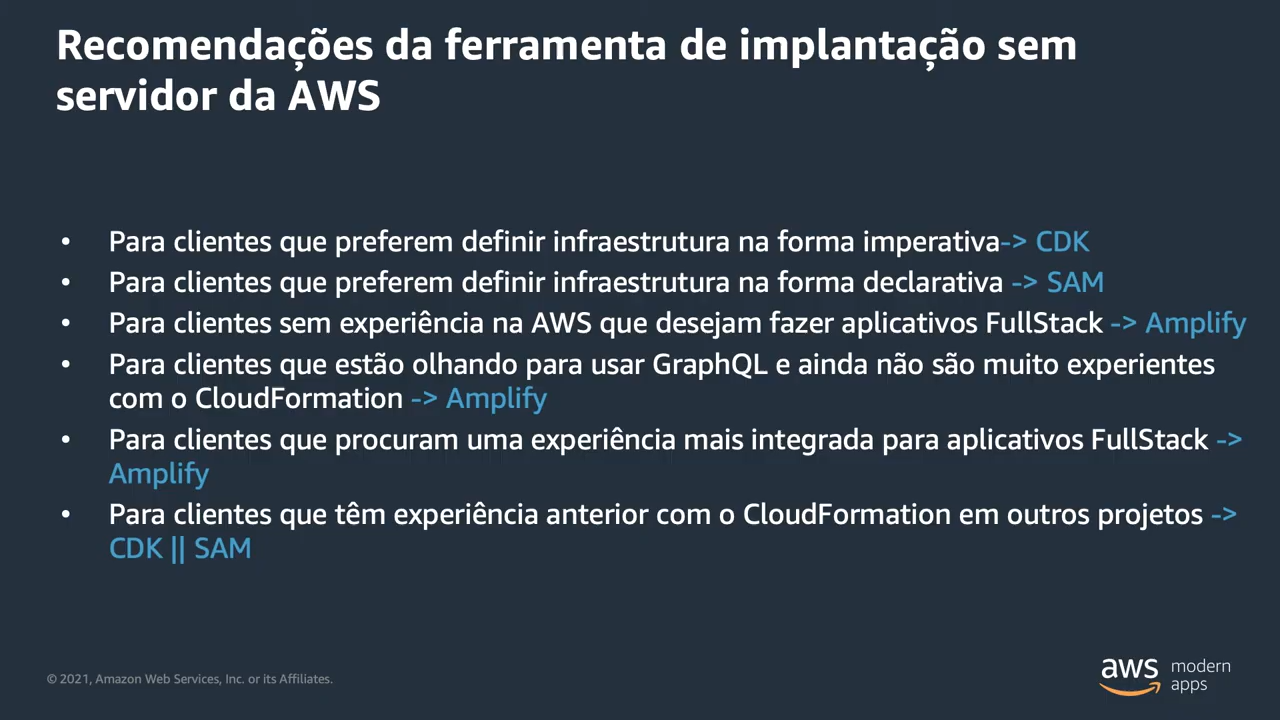 Recomendações da ferramenta de implantação sem
servidor da AWS
• Para clientes que preferem definir infraestrutura na forma imperativa-> CDK
• Para clientes que preferem definir infraestrutura na forma declarativa -> SAM
• Para clientes sem experiência na AWS que desejam fazer aplicativos FullStack -> Amplify
• Para clientes que estão olhando para usar GraphQL e ainda não são muito experientes
com o CloudFormation -> Amplify
• Para clientes que procuram uma experiência mais integrada para aplicativos FullStack ->
Amplify
• Para clientes que têm experiência anterior com o CloudFormation em outros projetos ->
CDK || SAM
© 2021, Amazon Web Services, Inc. or its Affiliates.
aws modern
apps